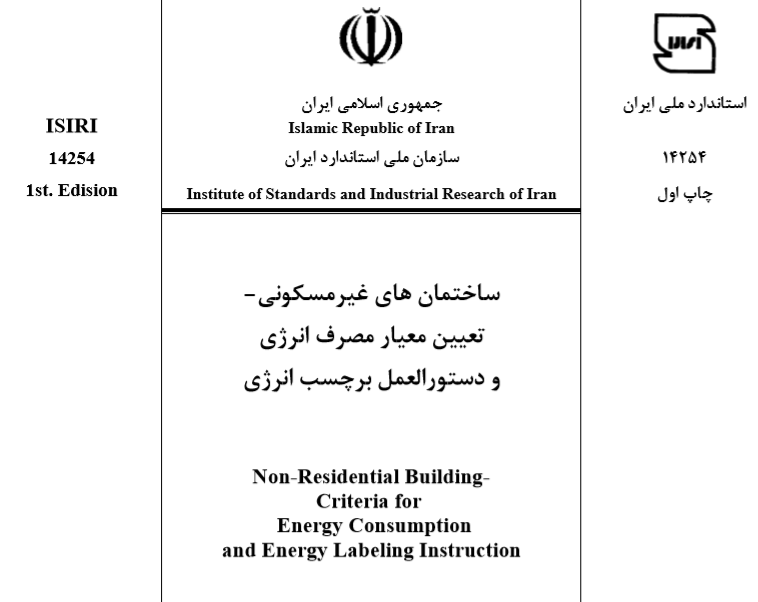 استاندارد ملی ایران
۱۴۲۵۴
چاپ اول
جمهوری اسلامی ایران
Islamic Republic of Iran
سازمان ملی استاندارد ایران
Institute of Standards and Industrial Research of Iran
ISIRI
14254
1st. Edision
ساختمان های غیرمسکونی-
تعیین معیار مصرف انرژی
و دستورالعمل برچسب انرژی
Non-Residential Building-
Criteria for
Energy Consumption
and Energy Labeling Instruction